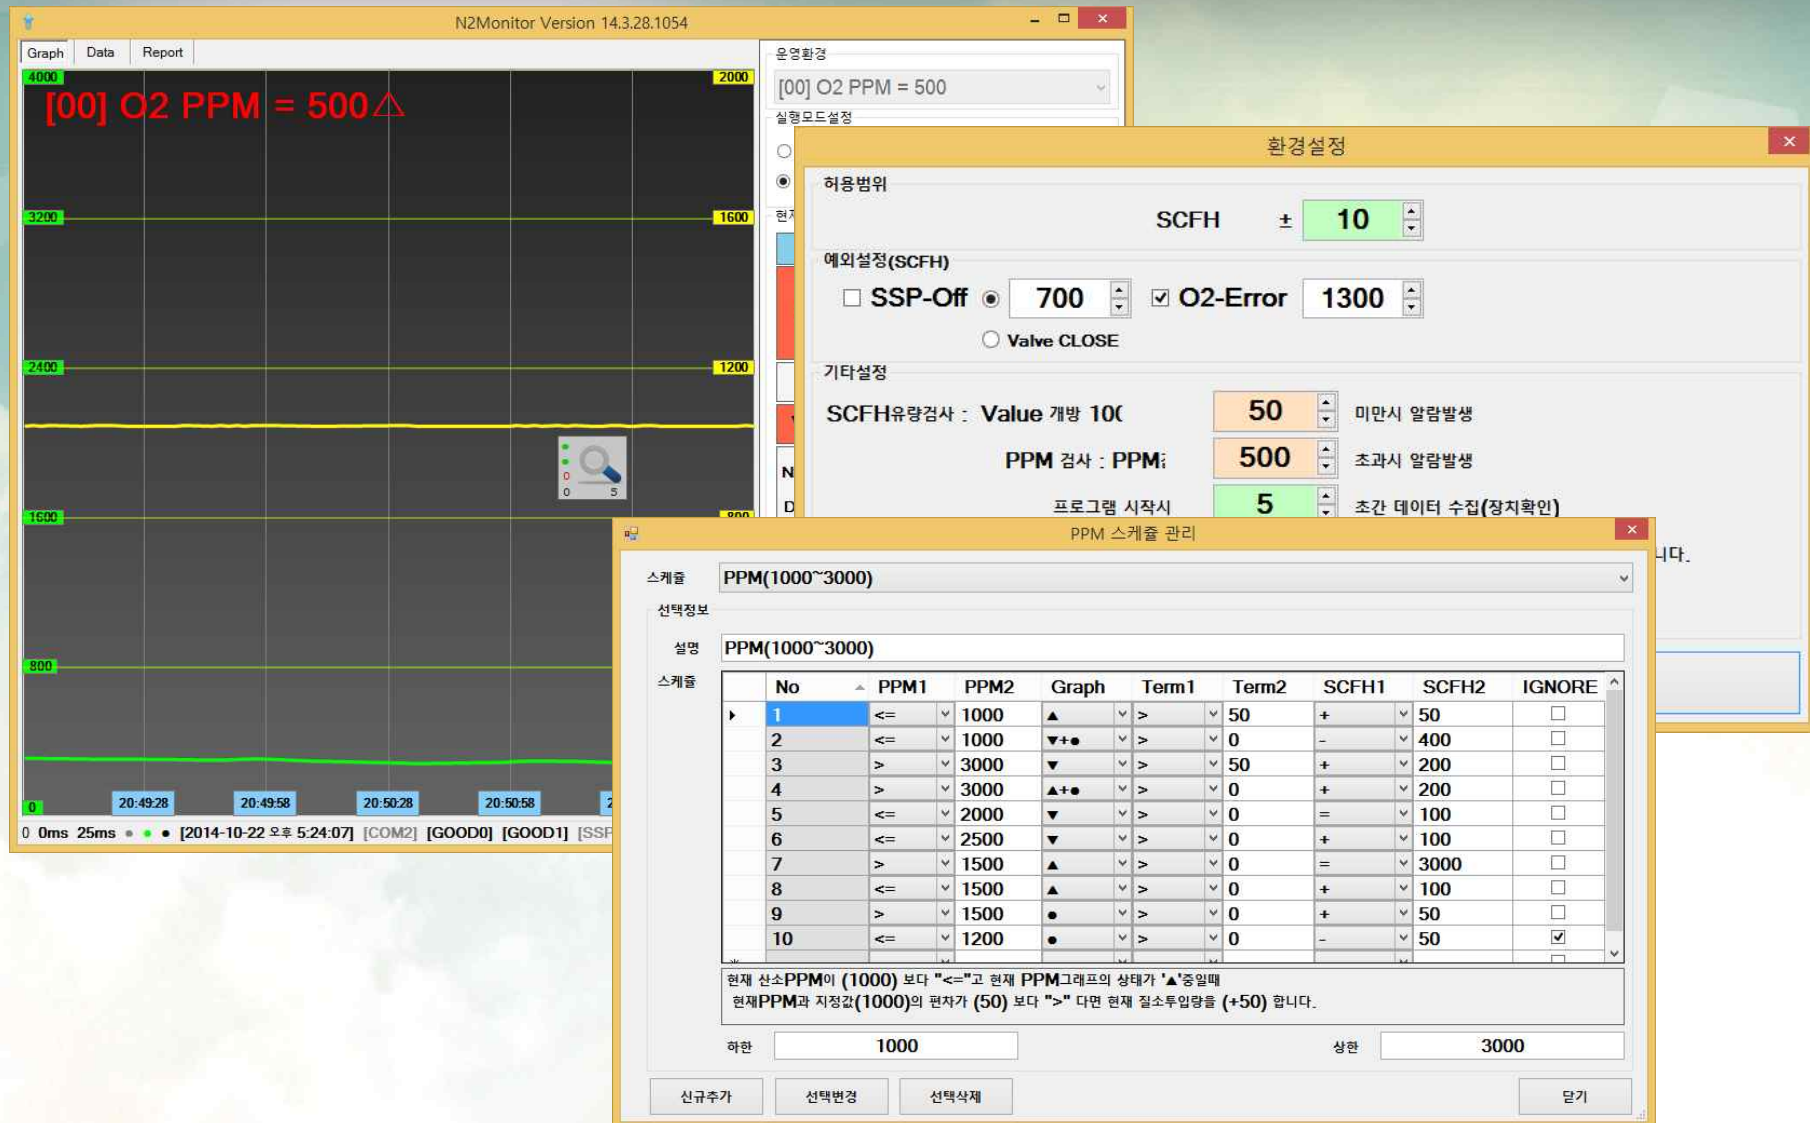 N2Monitor Version 14.3.28.1054
Graph Data Report
4000 2000
[00] O2 PPM = 500⚠
3200 1600
2400 1200
1600 800
800
0 20:49:28 20:49:58 20:50:28 20:50:58 2
0 0ms 25ms ● ● ● [2014-10-22 오후 5:24:07] [COM2] [GOOD0] [GOOD1] [SSP
0
0 5
운영환경
[00] O2 PPM = 500
실행모드설정
N
D
환경설정
허용범위
SCFH ± 10
예외설정(SCFH)
SSP-Off 700 O2-Error 1300
Valve CLOSE
기타설정
SCFH유량검사 : Value 개방 10 50 미만시 알람발생
PPM 검사 : PPM 500 초과시 알람발생
프로그램 시작시 5 초간 데이터 수집(장치확인)
니다.
PPM 스케쥴 관리
스케쥴 PPM(1000~3000)
선택정보
설명 PPM(1000~3000)
스케쥴
No PPM1 PPM2 Graph Term1 Term2 SCFH1 SCFH2 IGNORE
1 <= 1000 ▲ > 50 + 50
2 <= 1000 ▼+● > 0 - 400
3 > 3000 ▼ > 50 + 200
4 > 3000 ▲+● > 0 + 200
5 <= 2000 ▼ > 0 = 100
6 <= 2500 ▼ > 0 + 100
7 > 1500 ▲ > 0 = 3000
8 <= 1500 ▲ > 0 + 100
9 > 1500 ● > 0 + 50
10 <= 1200 ● > 0 - 50
현재 산소PPM이 (1000) 보다 "<="고 현재 PPM그래프의 상태가 '▲'중일때
현재PPM과 지정값(1000)의 편차가 (50) 보다 ">" 다면 현재 질소투입량을 (+50) 합니다.
하한 1000 상한 3000
신규추가 선택변경 선택삭제 닫기